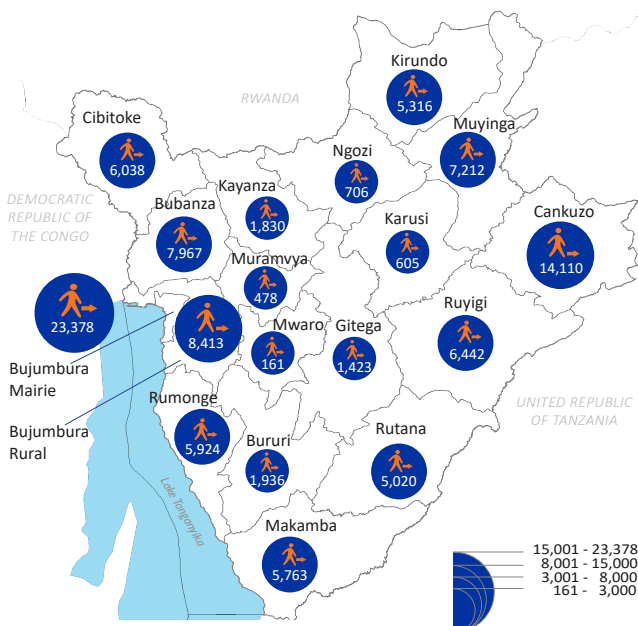 Kirundo
5,316
RWANDA
Cibitoke
6,038
Muyinga
7,212
Ngozi
706
Kayanza
1,830
DEMOCRATIC
REPUBLIC OF
THE CONGO
Bubanza
7,967
Karusi
605
Cankuzo
14,110
Muramvya
478
23,378
8,413
Mwaro
161
Gitega
1,423
Ruyigi
6,442
Bujumbura
Mairie
Bujumbura
Rural
UNITED REPUBLIC
OF TANZANIA
Rumonge
5,924
Bururi
1,936
Rutana
5,020
Lake Tanganyika
Makamba
5,763
15,001 - 23,378
8,001 - 15,000
3,001 - 8,000
161 - 3,000